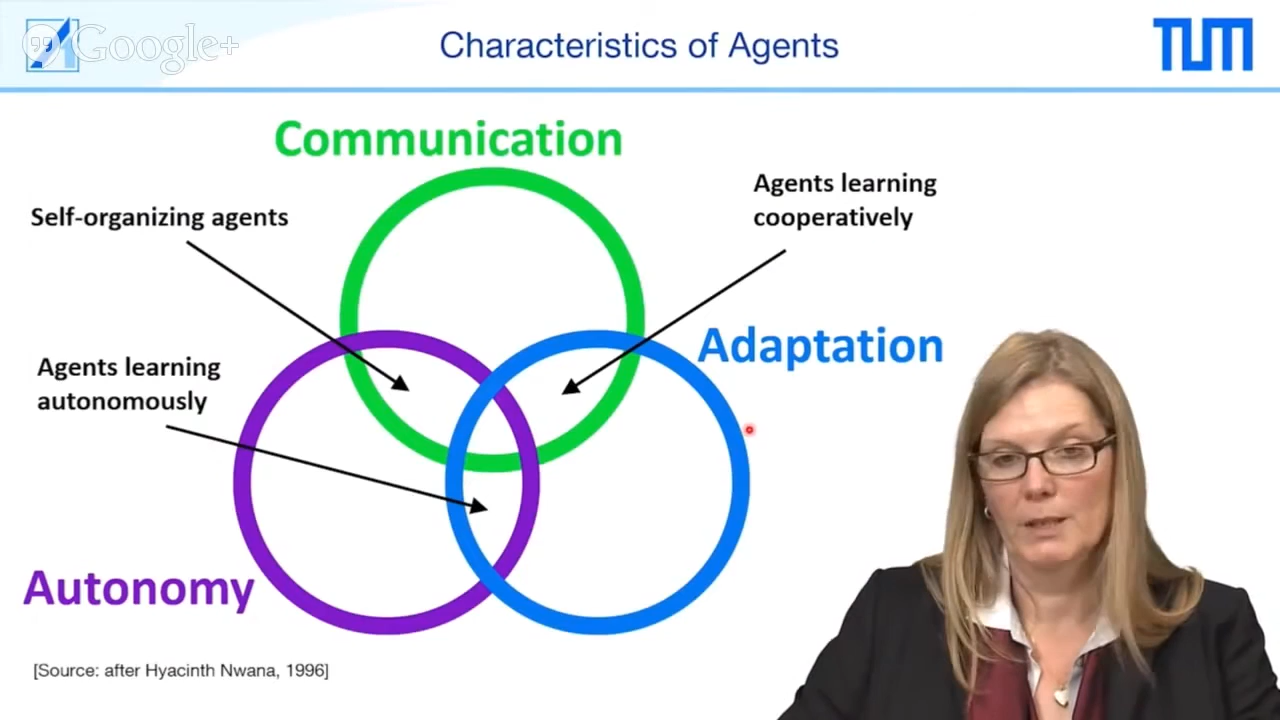 Google+
Characteristics of Agents
TUM
Communication
Agents learning
cooperatively
Self-organizing agents
Adaptation
Agents learning
autonomously
Autonomy
[Source: after Hyacinth Nwana, 1996]